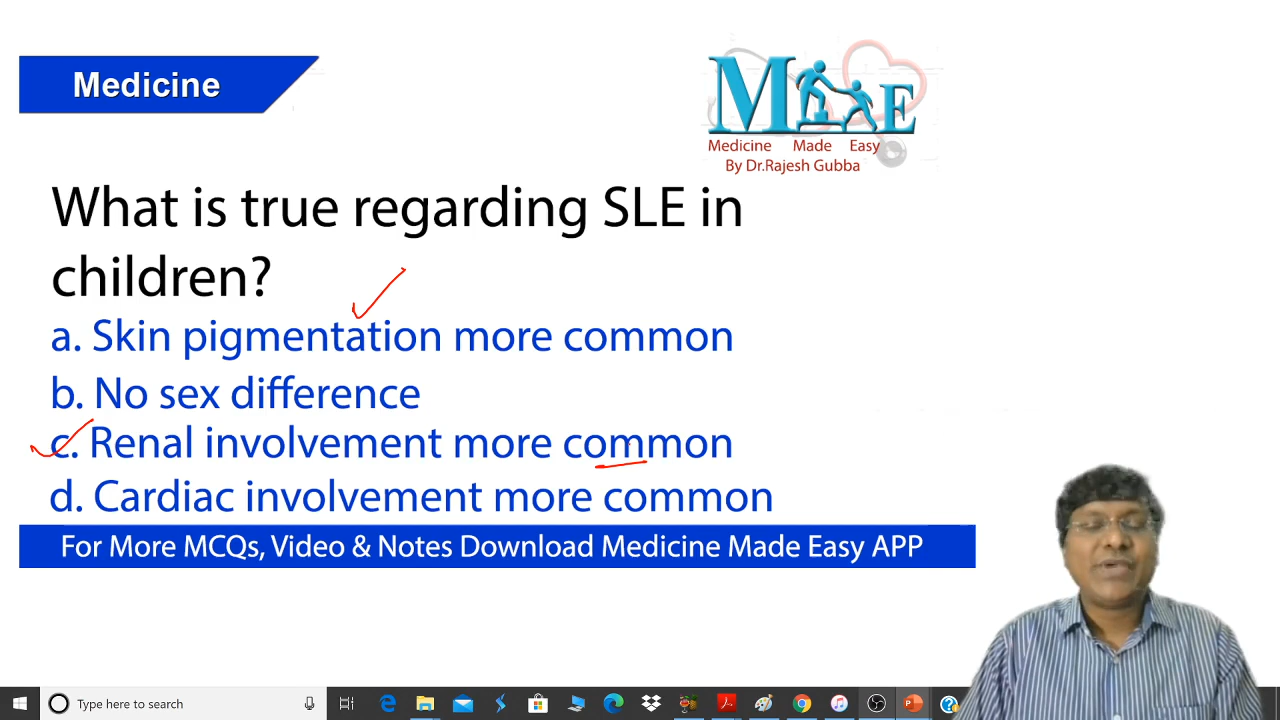 Medicine
M E
Medicine Made Easy
By Dr.Rajesh Gubba
What is true regarding SLE in
children?
a. Skin pigmentation more common
b. No sex difference
c. Renal involvement more common
d. Cardiac involvement more common
For More MCQs, Video & Notes Download Medicine Made Easy APP
Type here to search